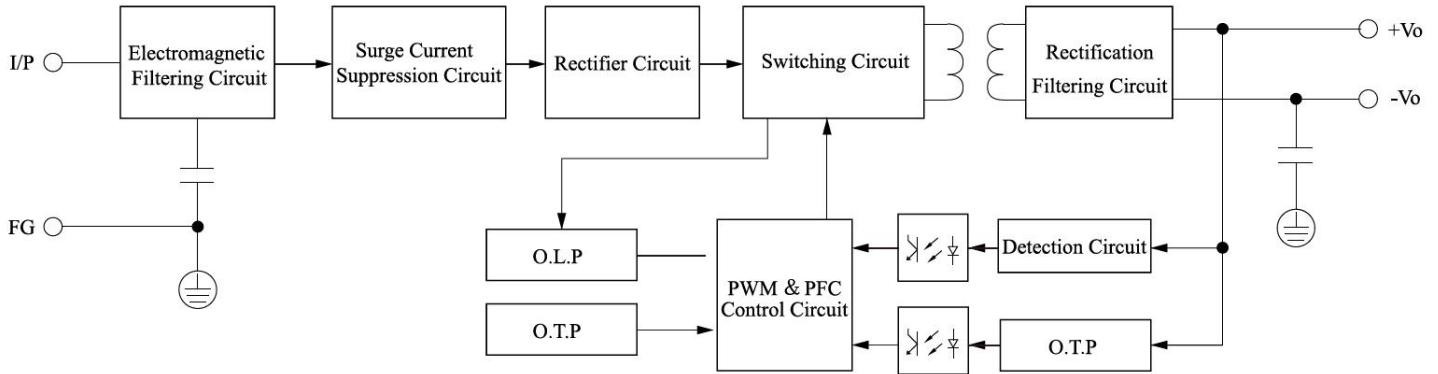 I/P
Electromagnetic
Filtering Circuit
Surge Current
Suppression Circuit
Rectifier Circuit
Switching Circuit
Rectification
Filtering Circuit
+Vo
-Vo
FG
O.L.P
O.T.P
PWM & PFC
Control Circuit
Detection Circuit
O.T.P